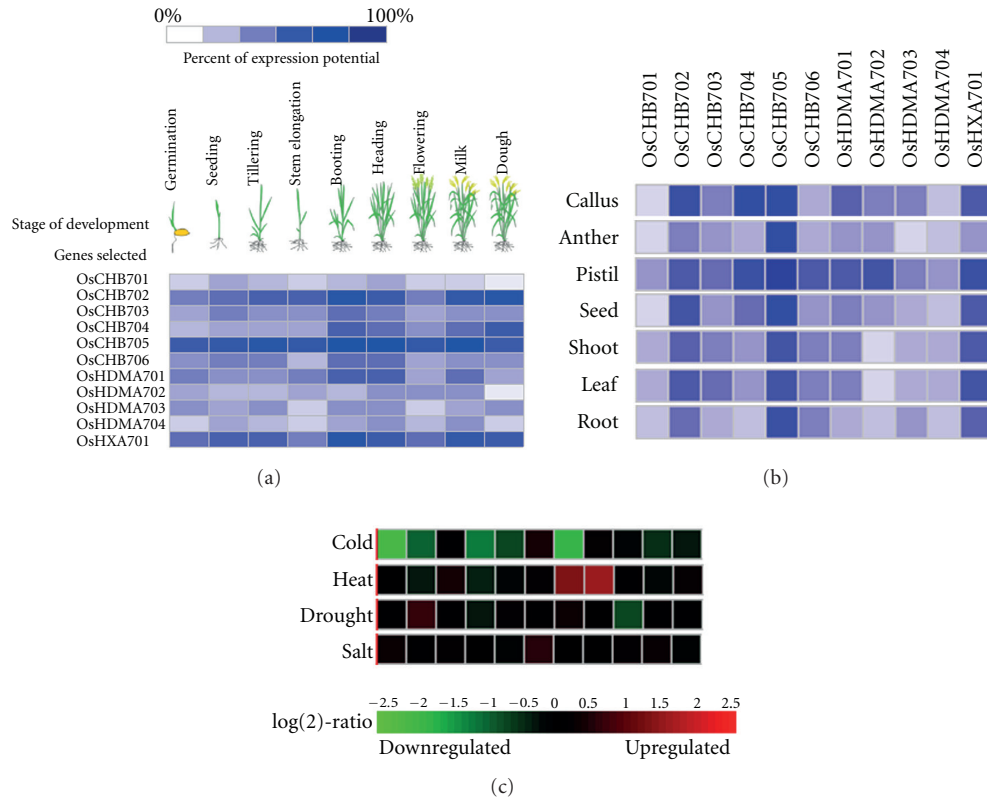 0% 100%
Percent of expression potential
Germination
Seeding
Tillering
Stem elongation
Booting
Heading
Flowering
Milk
Dough
Stage of development
Genes selected
OsCHB701
OsCHB702
OsCHB703
OsCHB704
OsCHB705
OsCHB706
OsHDMA701
OsHDMA702
OsHDMA703
OsHDMA704
OsHXA701
(a)
OsCHB701
OsCHB702
OsCHB703
OsCHB704
OsCHB705
OsCHB706
OsHDMA701
OsHDMA702
OsHDMA703
OsHDMA704
OsHXA701
Callus
Anther
Pistil
Seed
Shoot
Leaf
Root
(b)
Cold
Heat
Drought
Salt
−2.5 −2 −1.5 −1 −0.5 0 0.5 1 1.5 2 2.5
log(2)-ratio
Downregulated Upregulated
(c)